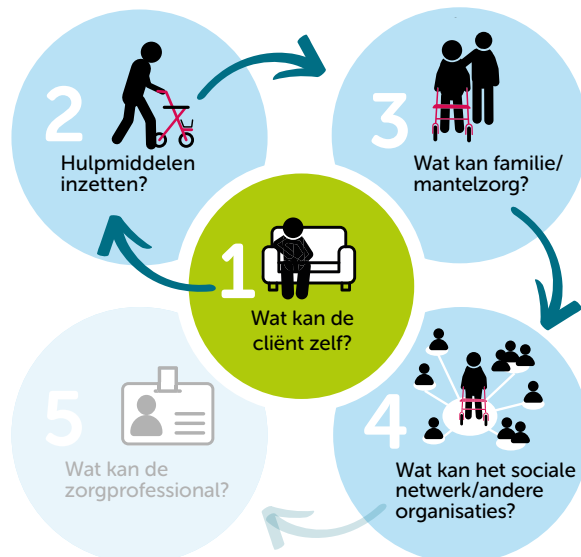 1
Wat kan de
cliënt zelf?
2
Hulpmiddelen
inzetten?
3
Wat kan familie/
mantelzorg?
4
Wat kan het sociale
netwerk/andere
organisaties?
5
Wat kan de
zorgprofessional?